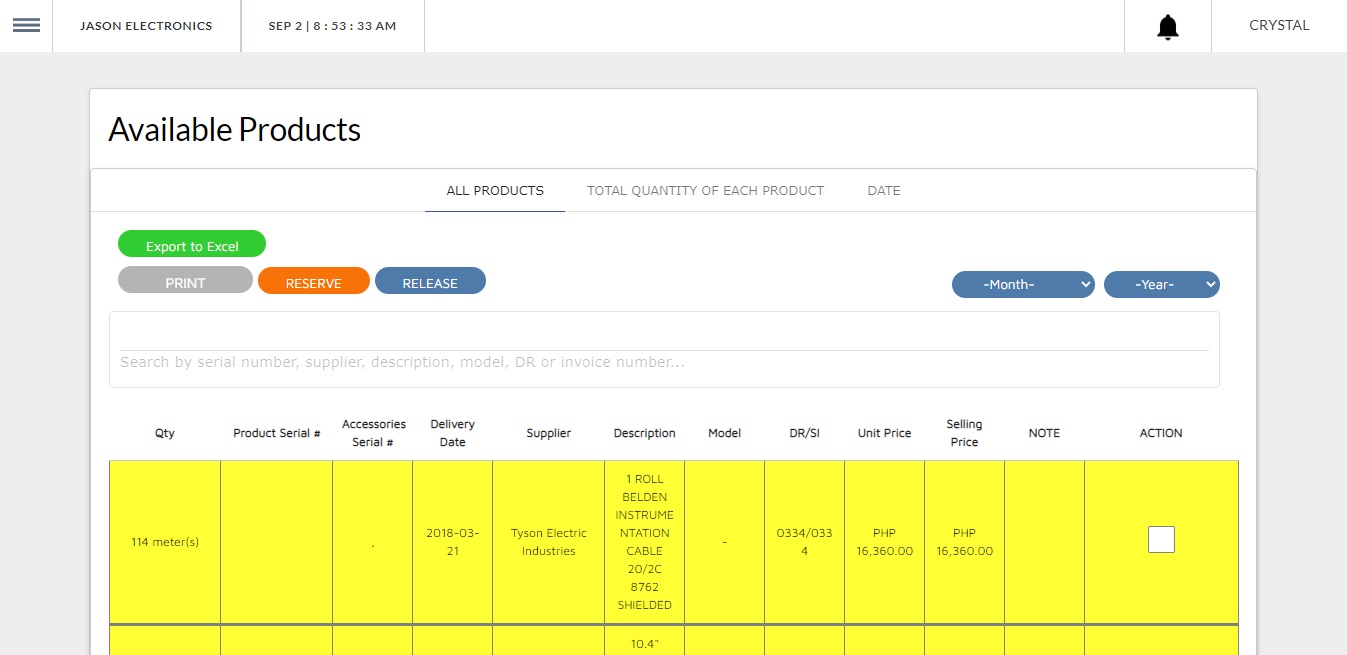 JASON ELECTRONICS
SEP 2 | 8 : 53 : 33 AM
CRYSTAL
Available Products
ALL PRODUCTS
TOTAL QUANTITY OF EACH PRODUCT
DATE
Export to Excel
PRINT
RESERVE
RELEASE
-Month-
-Year-
Search by serial number, supplier, description, model, DR or invoice number...
Qty
Product Serial #
Accessories
Serial #
Delivery
Date
Supplier
Description
Model
DR/SI
Unit Price
Selling
Price
NOTE
ACTION
114 meter(s)
,
2018-03-
21
Tyson Electric
Industries
1 ROLL
BELDEN
INSTRUME
NTATION
CABLE
20/2C
8762
SHIELDED
-
0334/033
4
PHP
16,360.00
PHP
16,360.00
10.4"